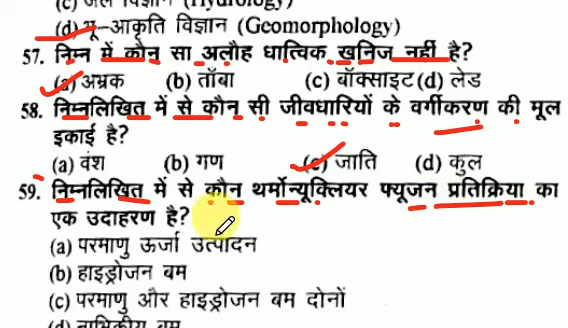 (c) जल विज्ञान (Hydrology)
(d) भू–आकृति विज्ञान (Geomorphology)
57. निम्न में कौन सा अलौह धात्विक खनिज नहीं है?
(a) अभ्रक (b) ताँबा (c) बॉक्साइट (d) लेड
58. निम्नलिखित में से कौन सी जीवधारियों के वर्गीकरण की मूल
इकाई है?
(a) वंश (b) गण (c) जाति (d) कुल
59. निम्नलिखित में से कौन थर्मोन्यूक्लियर फ्यूजन प्रतिक्रिया का
एक उदाहरण है?
(a) परमाणु ऊर्जा उत्पादन
(b) हाइड्रोजन बम
(c) परमाणु और हाइड्रोजन बम दोनों
(d) नाभिकीय बम